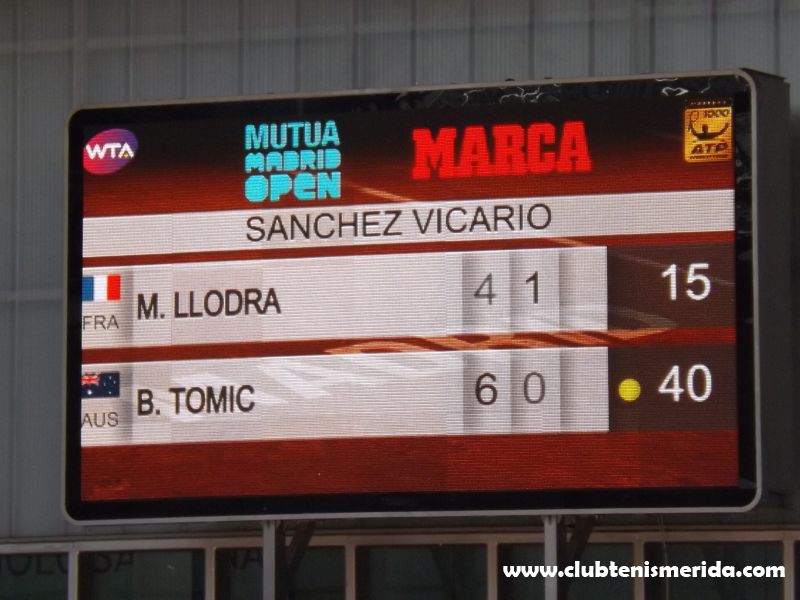 WTA
MUTUA
MADRID
OPEN
MARCA
1000
ATP
SANCHEZ VICARIO
FRA M. LLODRA 4 1 15
AUS B. TOMIC 6 0 40
www.clubtenismerida.com